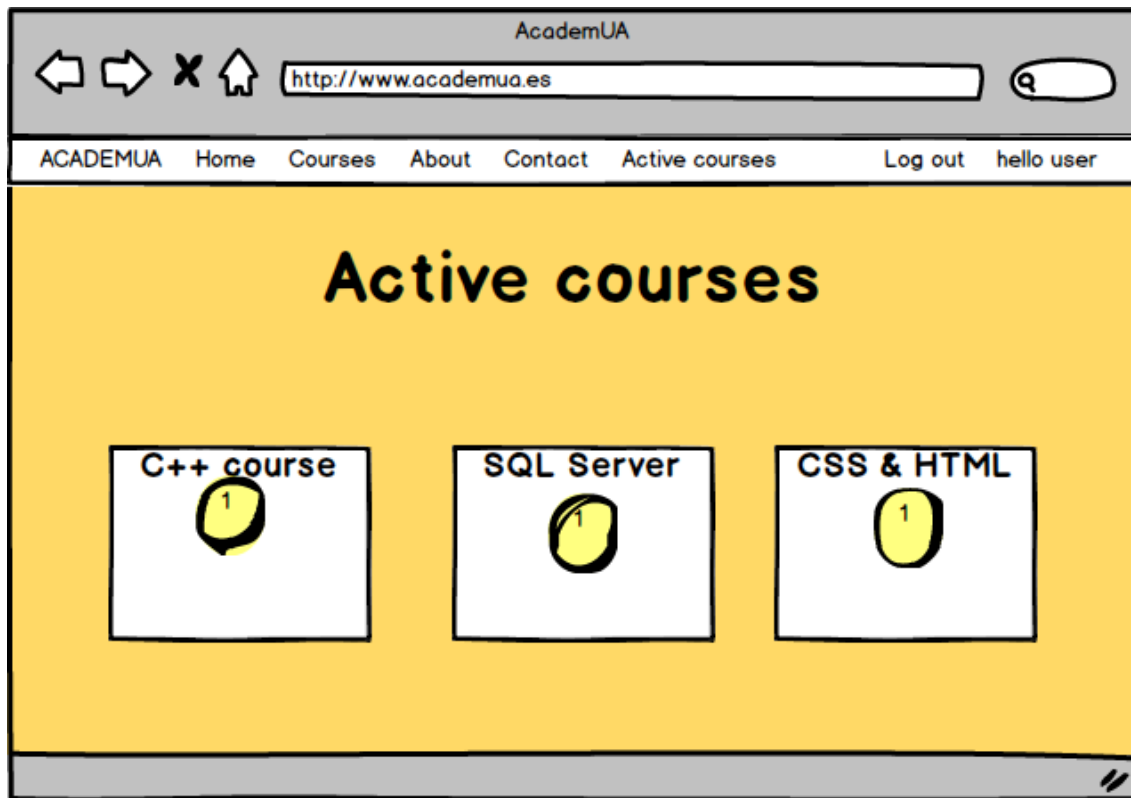 AcademUA
http://www.academua.es
ACADEMUA Home Courses About Contact Active courses Log out hello user
Active courses
C++ course SQL Server CSS & HTML
1 1 1